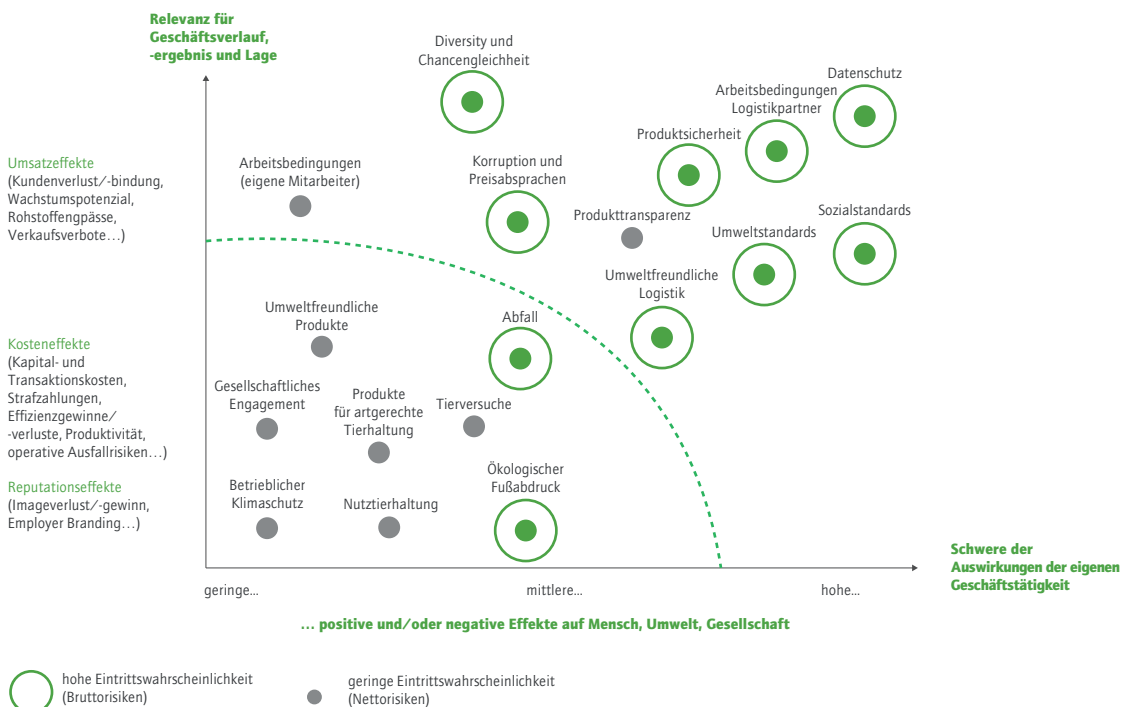 Relevanz für
Geschäftsverlauf,
-ergebnis und Lage
Diversity und
Chancengleichheit
Datenschutz
Arbeitsbedingungen
Logistikpartner
Produktsicherheit
Umsatzeffekte
(Kundenverlust/-bindung,
Wachstumspotenzial,
Rohstoffengpässe,
Verkaufsverbote…)
Arbeitsbedingungen
(eigene Mitarbeiter)
Korruption und
Preisabsprachen
Produkttransparenz
Sozialstandards
Umweltstandards
Umweltfreundliche
Logistik
Umweltfreundliche
Produkte
Abfall
Kosteneffekte
(Kapital- und
Transaktionskosten,
Strafzahlungen,
Effizienzgewinne/
-verluste, Produktivität,
operative Ausfallrisiken…)
Gesellschaftliches
Engagement
Produkte
für artgerechte
Tierhaltung
Tierversuche
Reputationseffekte
(Imageverlust/-gewinn,
Employer Branding…)
Betrieblicher
Klimaschutz
Nutztierhaltung
Ökologischer
Fußabdruck
Schwere der
Auswirkungen der eigenen
Geschäftstätigkeit
geringe…
mittlere…
hohe…
… positive und/oder negative Effekte auf Mensch, Umwelt, Gesellschaft
hohe Eintrittswahrscheinlichkeit
(Bruttorisiken)
geringe Eintrittswahrscheinlichkeit
(Nettorisiken)